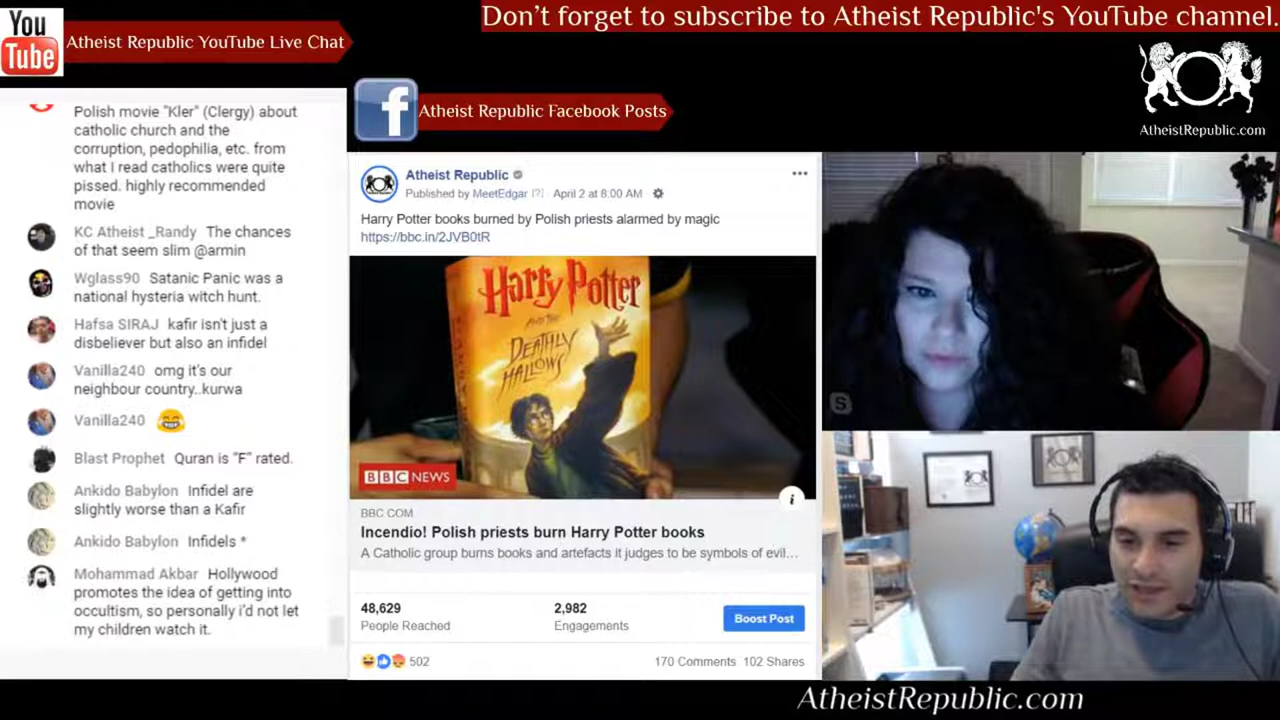 Don't forget to subscribe to Atheist Republic's YouTube channel.
You
Tube
Atheist Republic YouTube Live Chat
AtheistRepublic.com
Atheist Republic Facebook Posts
Polish movie "Kler" (Clergy) about
catholic church and the
corruption, pedophilia, etc. from
what I read catholics were quite
pissed. highly recommended
movie
KC Atheist _Randy The chances
of that seem slim @armin
Wglass90 Satanic Panic was a
national hysteria witch hunt.
Hafsa SIRAJ kafir isn't just a
disbeliever but also an infidel
Vanilla240 omg it's our
neighbour country..kurwa
Vanilla240 😂
Blast Prophet Quran is "F" rated.
Ankido Babylon Infidel are
slightly worse than a Kafir
Ankido Babylon Infidels *
Mohammad Akbar Hollywood
promotes the idea of getting into
occultism, so personally i'd not let
my children watch it.
Atheist Republic
Published by MeetEdgar [?] · April 2 at 8:00 AM ·
Harry Potter books burned by Polish priests alarmed by magic
https://bbc.in/2JVB0tR
Harry Potter
AND THE
DEATHLY
HALLOWS
BBC NEWS
i
BBC.COM
Incendio! Polish priests burn Harry Potter books
A Catholic group burns books and artefacts it judges to be symbols of evil...
48,629
People Reached
2,982
Engagements
Boost Post
502
170 Comments 102 Shares
S
AtheistRepublic.com